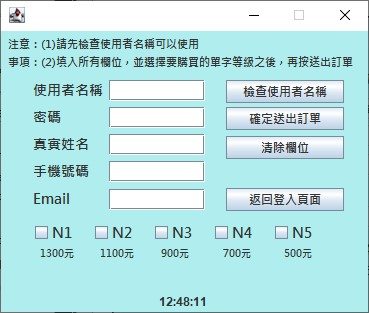 注意：(1)請先檢查使用者名稱可以使用
事項：(2)填入所有欄位，並選擇要購買的單字等級之後，再按送出訂單
使用者名稱
檢查使用者名稱
密碼
確定送出訂單
真實姓名
清除欄位
手機號碼
Email
返回登入頁面
N1 N2 N3 N4 N5
1300元 1100元 900元 700元 500元
12:48:11